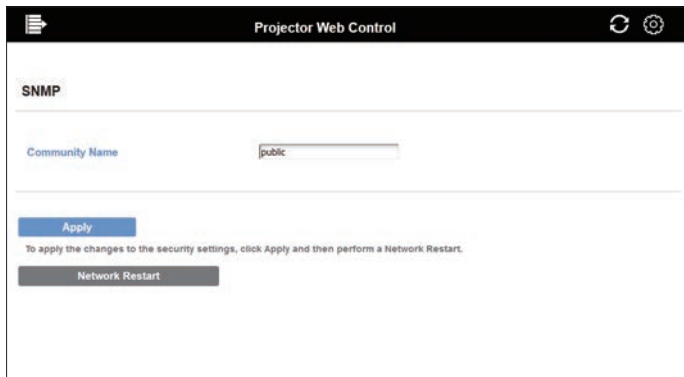 Projector Web Control
SNMP
Community Name public
Apply
To apply the changes to the security settings, click Apply and then perform a Network Restart.
Network Restart